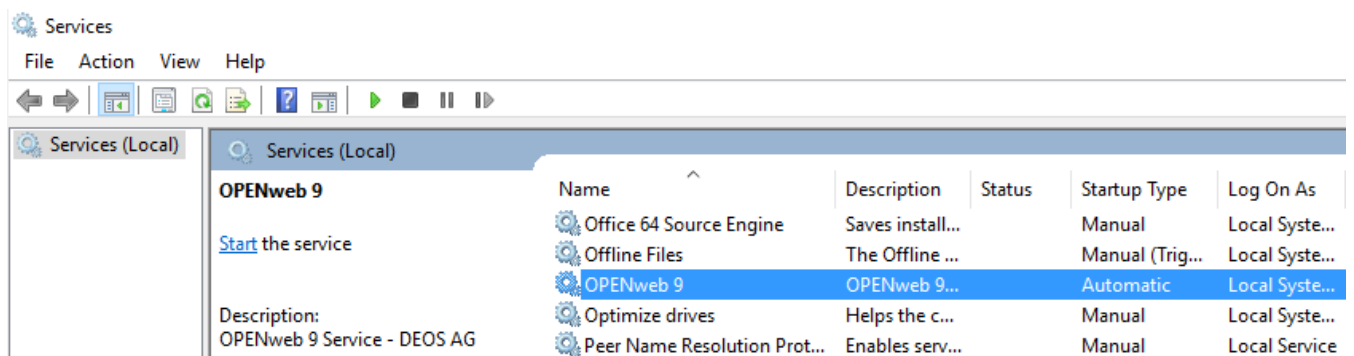 Services
File Action View Help
Services (Local)
Services (Local)
OPENweb 9
Start the service
Description:
OPENweb 9 Service - DEOS AG
Name Description Status Startup Type Log On As
Office 64 Source Engine Saves install... Manual Local Syste...
Offline Files The Offline ... Manual (Trig... Local Syste...
OPENweb 9 OPENweb 9... Automatic Local Syste...
Optimize drives Helps the c... Manual Local Syste...
Peer Name Resolution Prot... Enables serv... Manual Local Service